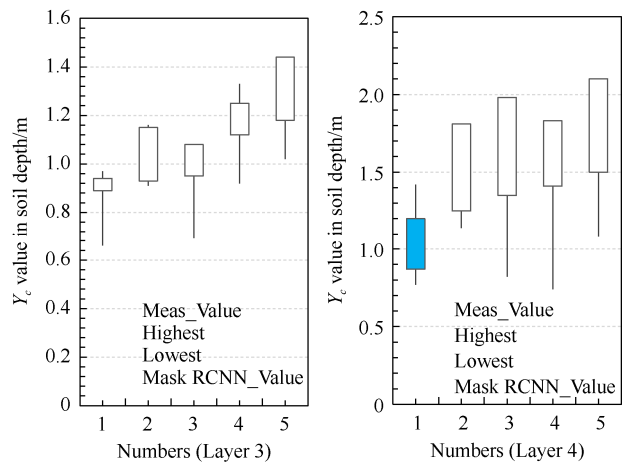 Yc value in soil depth/m
1.6
1.4
1.2
1.0
0.8
0.6
0.4
0.2
0
Meas_Value
Highest
Lowest
Mask RCNN_Value
1 2 3 4 5
Numbers (Layer 3)
Yc value in soil depth/m
2.5
2.0
1.5
1.0
0.5
0
Meas_Value
Highest
Lowest
Mask RCNN_Value
1 2 3 4 5
Numbers (Layer 4)